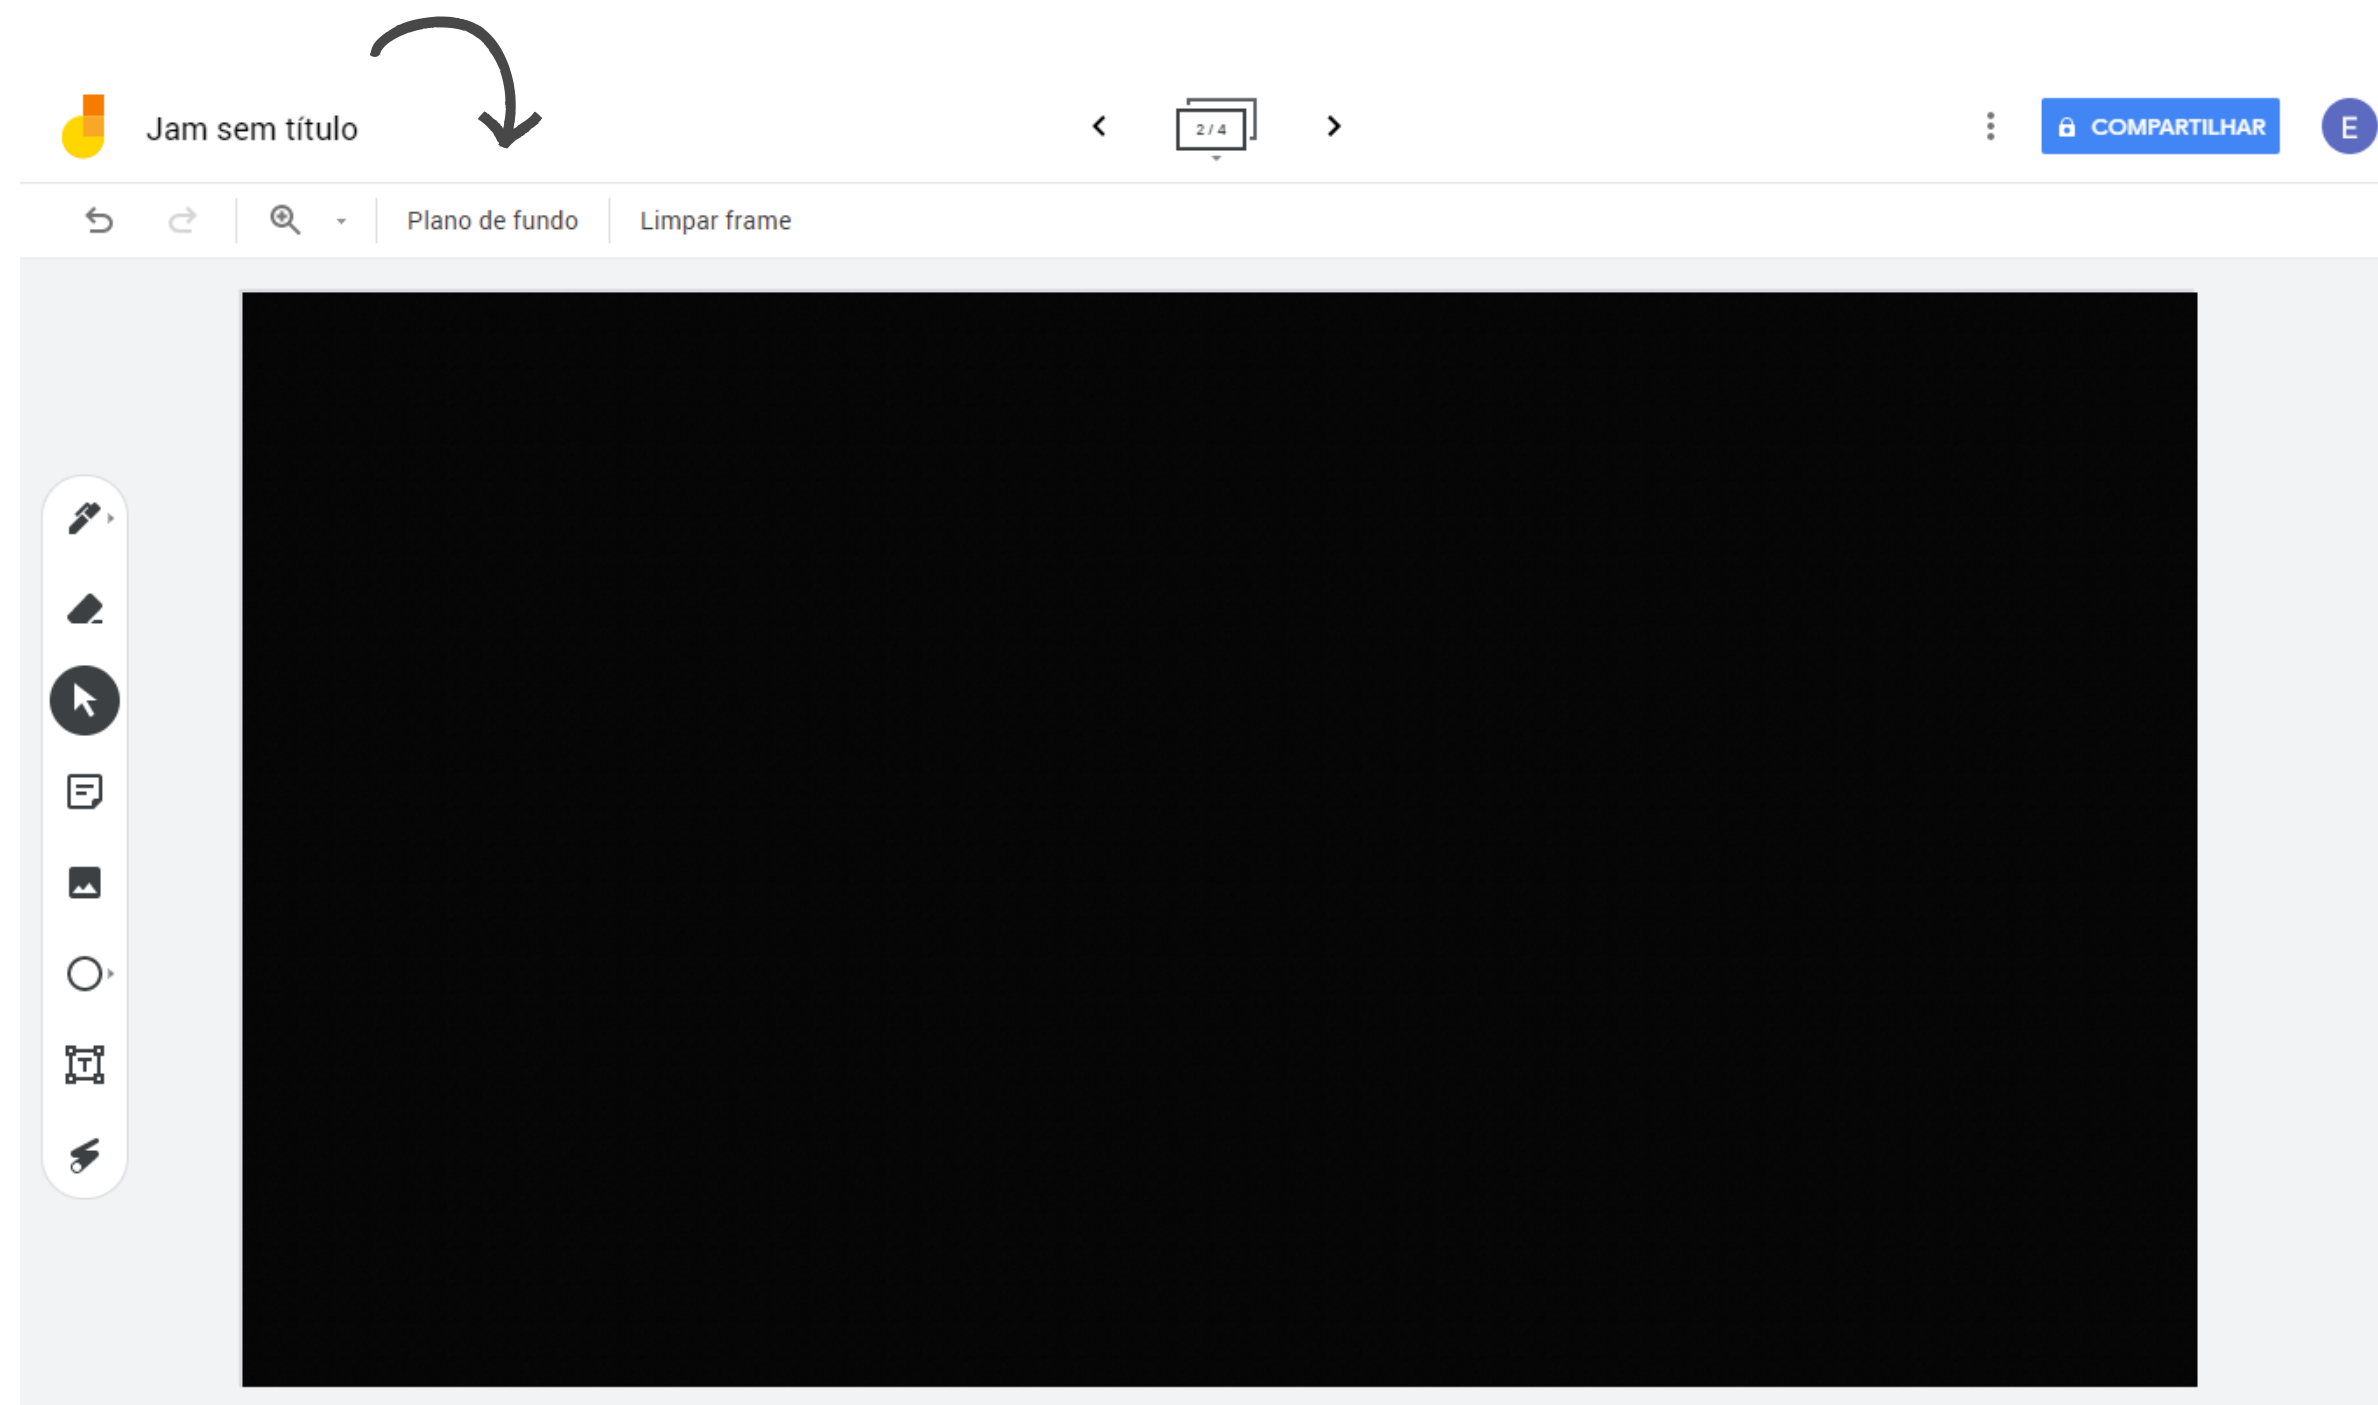 Jam sem título
2 / 4
COMPARTILHAR
E
Plano de fundo
Limpar frame